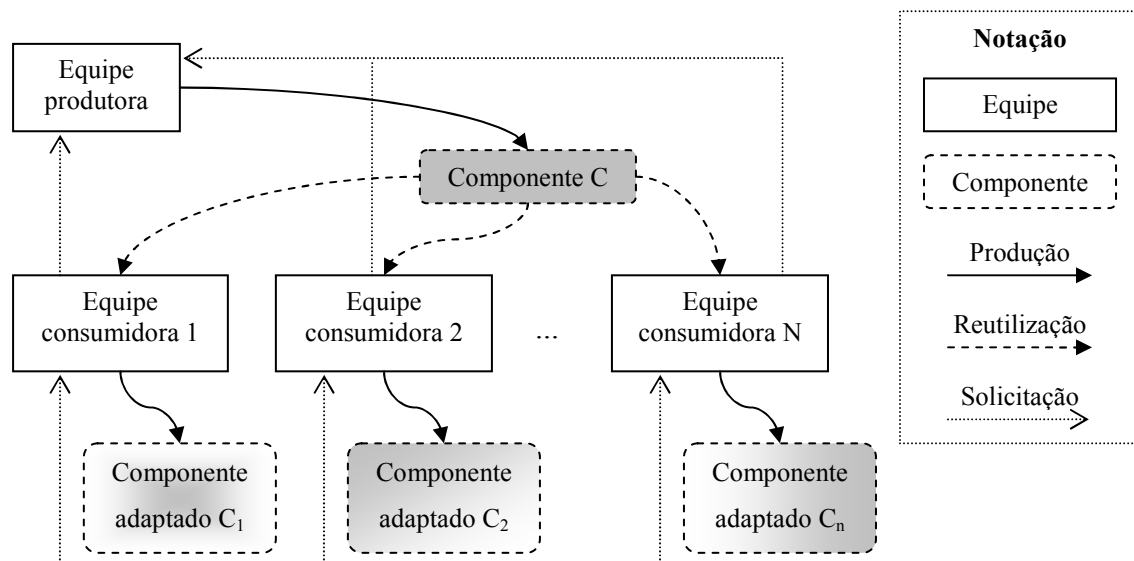 Equipe
produtora
Componente C
Equipe
consumidora 1
Equipe
consumidora 2
...
Equipe
consumidora N
Componente
adaptado C₁
Componente
adaptado C₂
Componente
adaptado Cₙ
Notação
Equipe
Componente
Produção
Reutilização
Solicitação